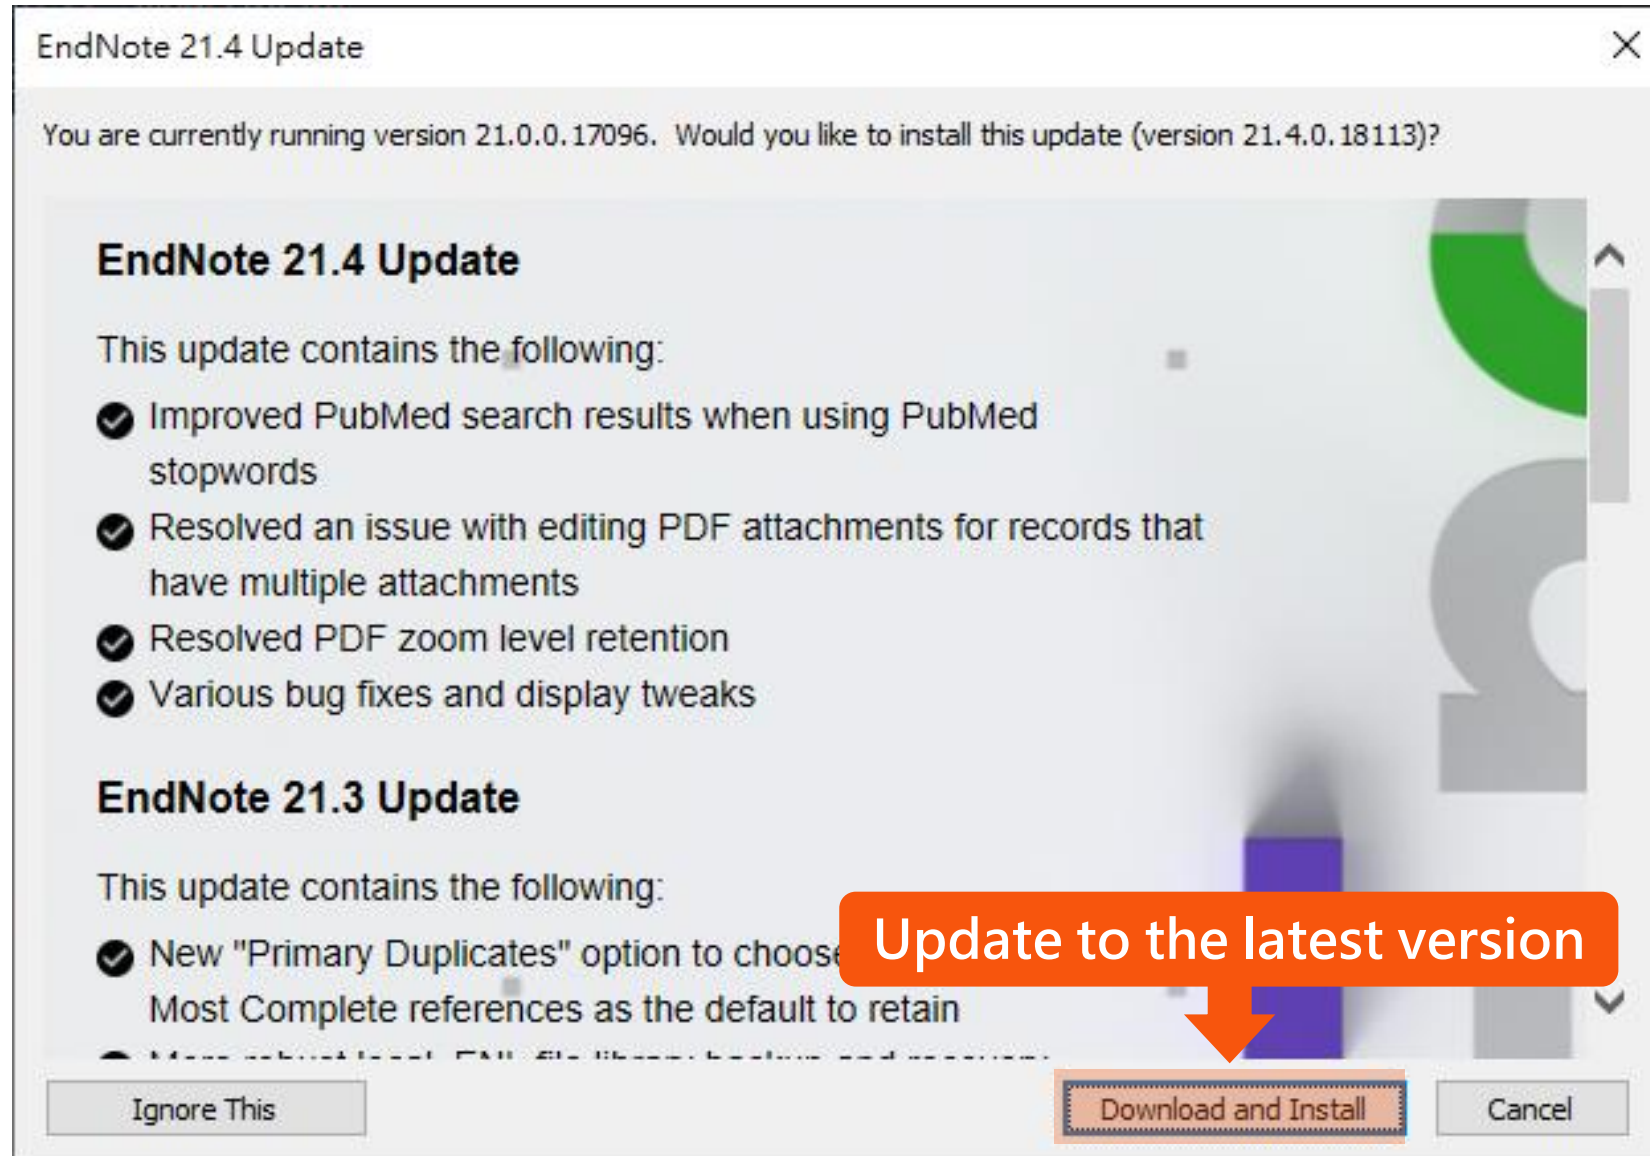 EndNote 21.4 Update
You are currently running version 21.0.0.17096. Would you like to install this update (version 21.4.0.18113)?
EndNote 21.4 Update
This update contains the following:
Improved PubMed search results when using PubMed
stopwords
Resolved an issue with editing PDF attachments for records that
have multiple attachments
Resolved PDF zoom level retention
Various bug fixes and display tweaks
EndNote 21.3 Update
This update contains the following:
New "Primary Duplicates" option to choose
Update to the latest version
Most Complete references as the default to retain
Ignore This
Download and Install
Cancel